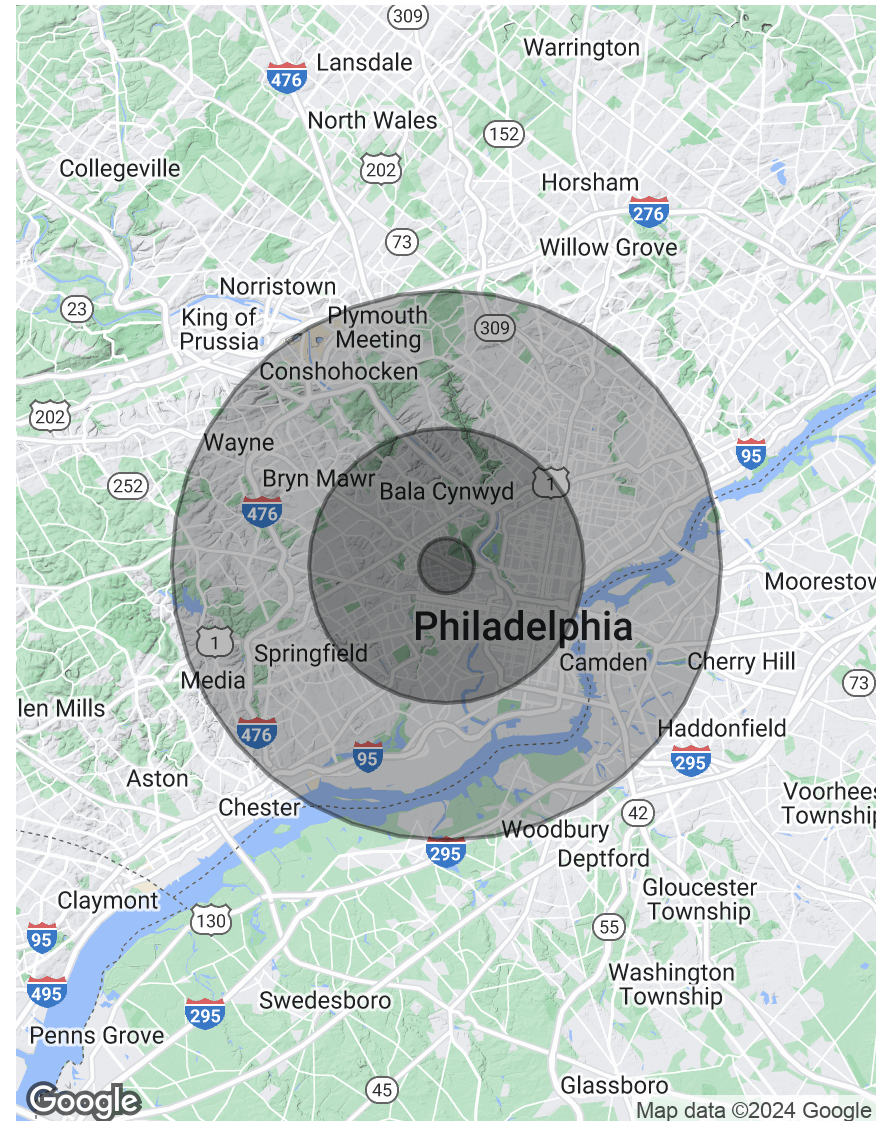 309
Warrington
Lansdale
476
North Wales
152
202
Collegeville
Horsham
276
73
Willow Grove
Norristown
23
King of
Prussia
Plymouth
Meeting
309
Conshohocken
202
Wayne
95
Bryn Mawr
252
Bala Cynwyd
1
476
Moorestow
Philadelphia
1
Springfield
Camden
Cherry Hill
Media
73
len Mills
Haddonfield
476
95
295
Aston
Voorhees
Township
Chester
42
Woodbury
295
Deptford
Gloucester
Township
Claymont
130
55
95
Washington
Township
495
Swedesboro
295
Penns Grove
Glassboro
45
Google
Map data ©2024 Google